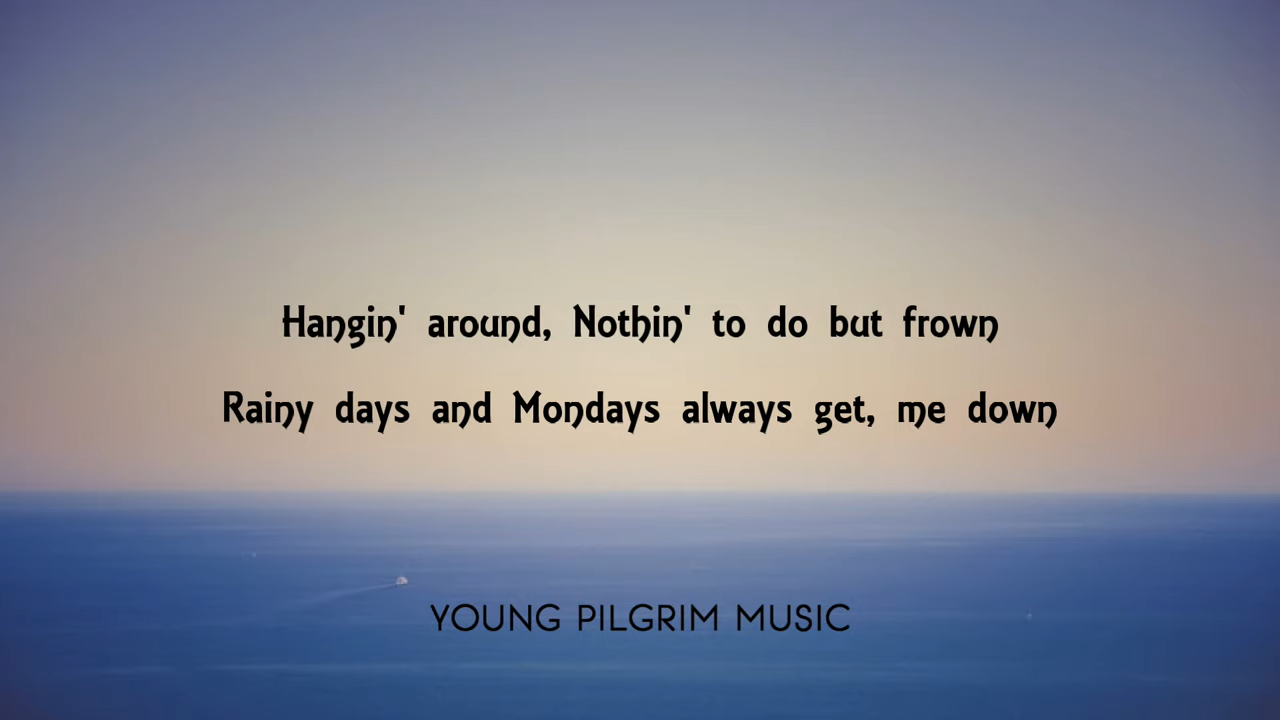 Hangin' around, Nothin' to do but frown
Rainy days and Mondays always get, me down
YOUNG PILGRIM MUSIC